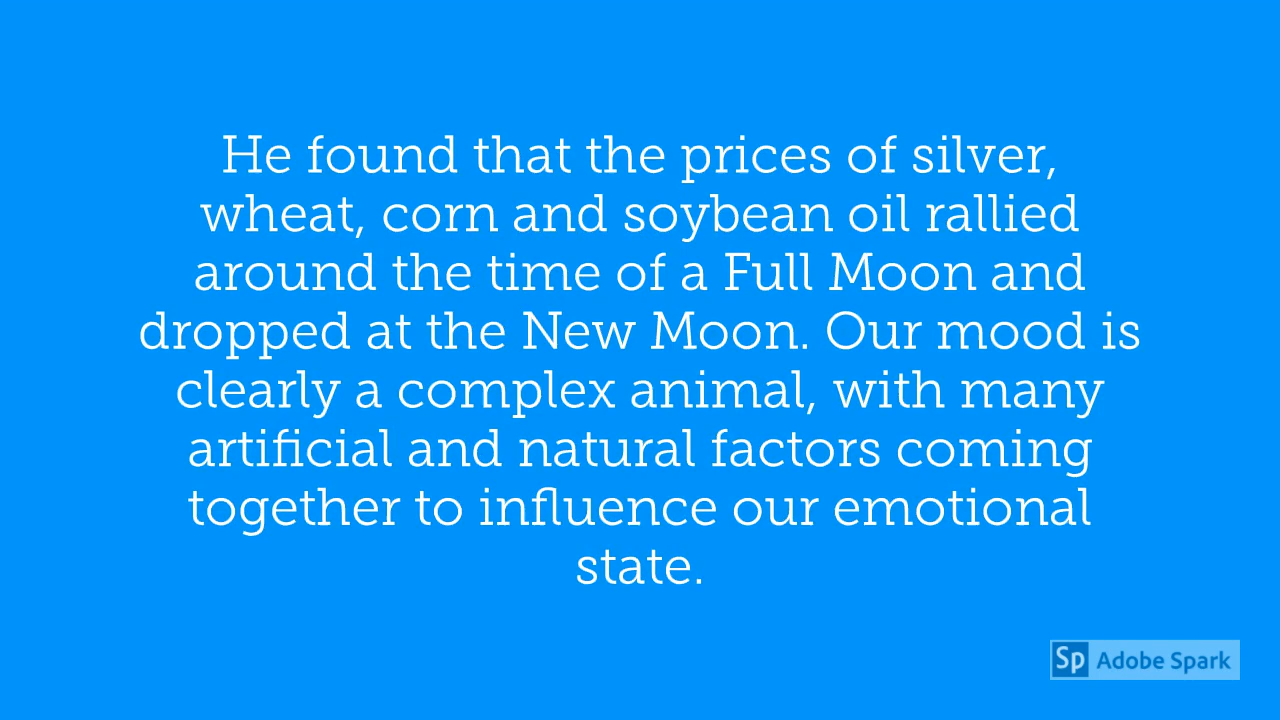 He found that the prices of silver,
wheat, corn and soybean oil rallied
around the time of a Full Moon and
dropped at the New Moon. Our mood is
clearly a complex animal, with many
artificial and natural factors coming
together to influence our emotional
state.
Sp Adobe Spark